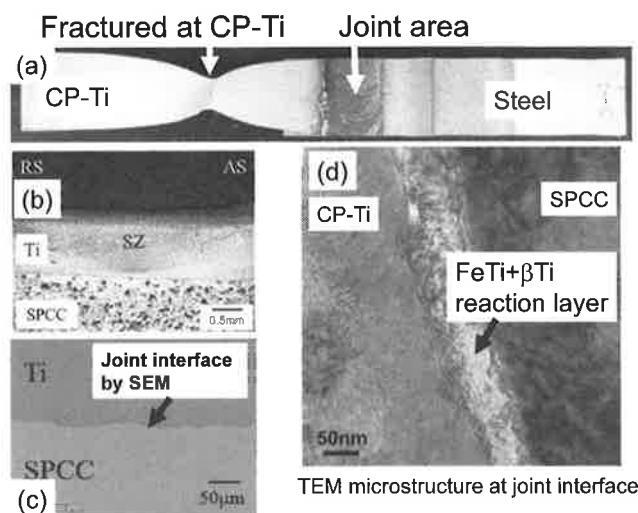 Fractured at CP-Ti
Joint area
(a)
CP-Ti
Steel
RS
AS
(b)
SZ
Ti
SPCC
0.5mm
Ti
Joint interface
by SEM
SPCC
50μm
(c)
(d)
CP-Ti
SPCC
FeTi+βTi
reaction layer
50nm
TEM microstructure at joint interface